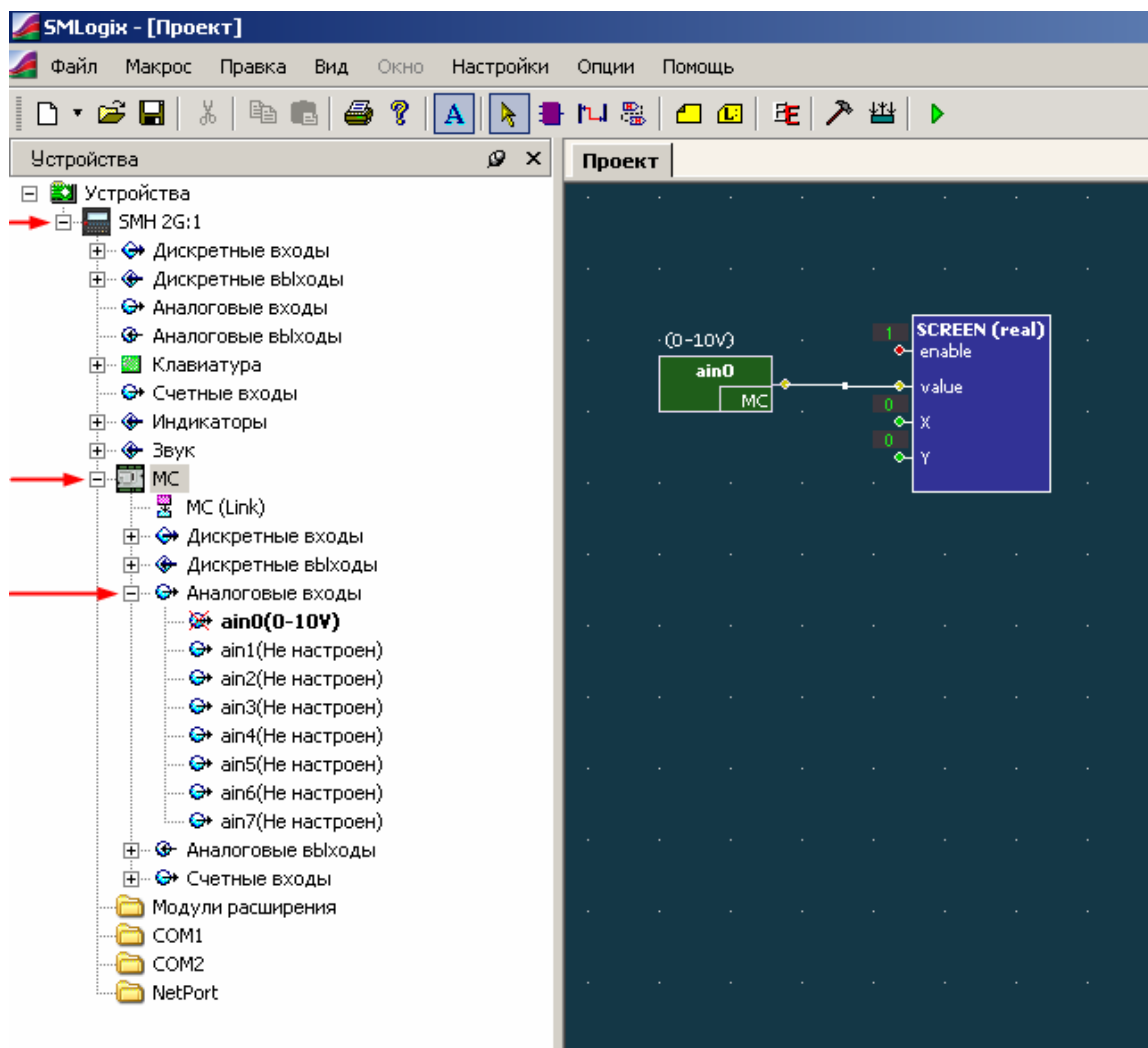 SMLogix - [Проект]
Файл Макрос Правка Вид Окно Настройки Опции Помощь
A L: E
Устройства
Проект
Устройства
SMH 2G:1
Дискретные входы
Дискретные выходы
Аналоговые входы
Аналоговые выходы
Клавиатура
Счетные входы
Индикаторы
Звук
MC
MC (Link)
Дискретные входы
Дискретные выходы
Аналоговые входы
ain0(0-10V)
ain1(Не настроен)
ain2(Не настроен)
ain3(Не настроен)
ain4(Не настроен)
ain5(Не настроен)
ain6(Не настроен)
ain7(Не настроен)
Аналоговые выходы
Счетные входы
Модули расширения
COM1
COM2
NetPort
(0-10V)
ain0
MC
1 SCREEN (real)
enable
value
0
X
0
Y